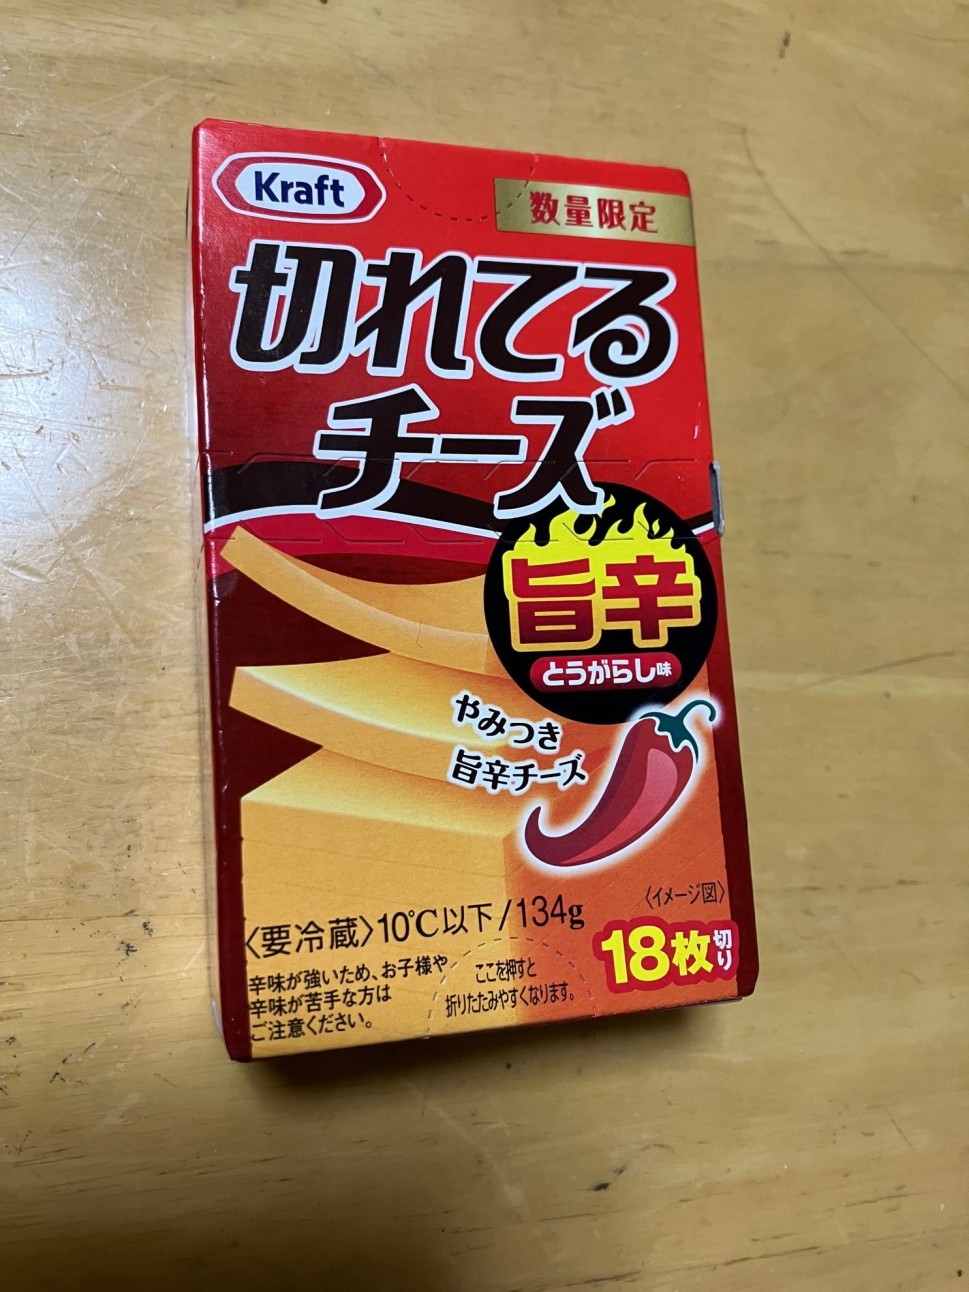 Kraft
数量限定
切れてる
チーズ
旨辛
とうがらし味
やみつき
旨辛チーズ
〈イメージ図〉
〈要冷蔵〉10℃以下/134g
18枚切り
辛味が強いため、お子様や
辛味が苦手な方は
ご注意ください。
ここを押すと
折りたたみやすくなります。